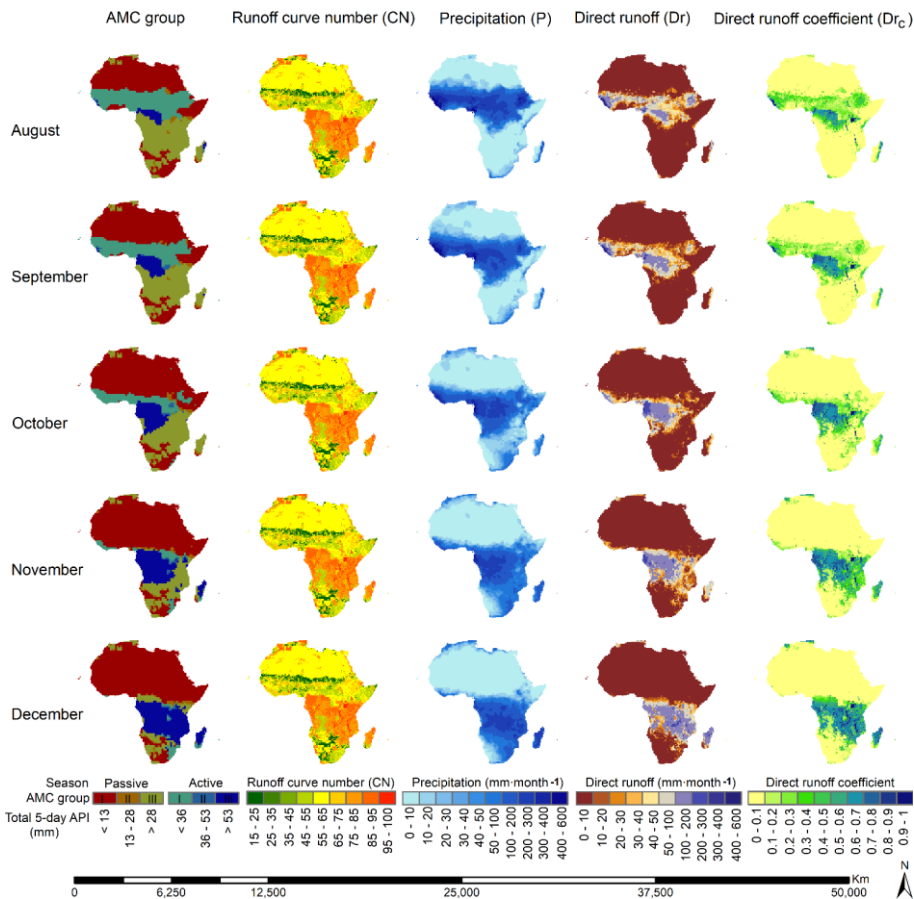 AMC group Runoff curve number (CN) Precipitation (P) Direct runoff (Dr) Direct runoff coefficient (Drc)
August
September
October
November
December
Season Passive Active Runoff curve number (CN) Precipitation (mm·month-1) Direct runoff (mm·month-1) Direct runoff coefficient
AMC group I II III I II
Total 5-day API (mm) < 13 13 - 28 > 28 < 36 36 - 53 > 53
15 - 25 25 - 35 35 - 45 45 - 55 55 - 65 65 - 75 75 - 85 85 - 95 95 - 100
0 - 10 10 - 20 20 - 30 30 - 40 40 - 50 50 - 100 100 - 200 200 - 300 300 - 400 400 - 600
0 - 10 10 - 20 20 - 30 30 - 40 40 - 50 50 - 100 100 - 200 200 - 300 300 - 400 400 - 500
0 - 0.1 0.1 - 0.2 0.2 - 0.3 0.3 - 0.4 0.4 - 0.5 0.5 - 0.6 0.6 - 0.7 0.7 - 0.8 0.8 - 0.9 0.9 - 1
Km N
0 6,250 12,500 25,000 37,500 50,000